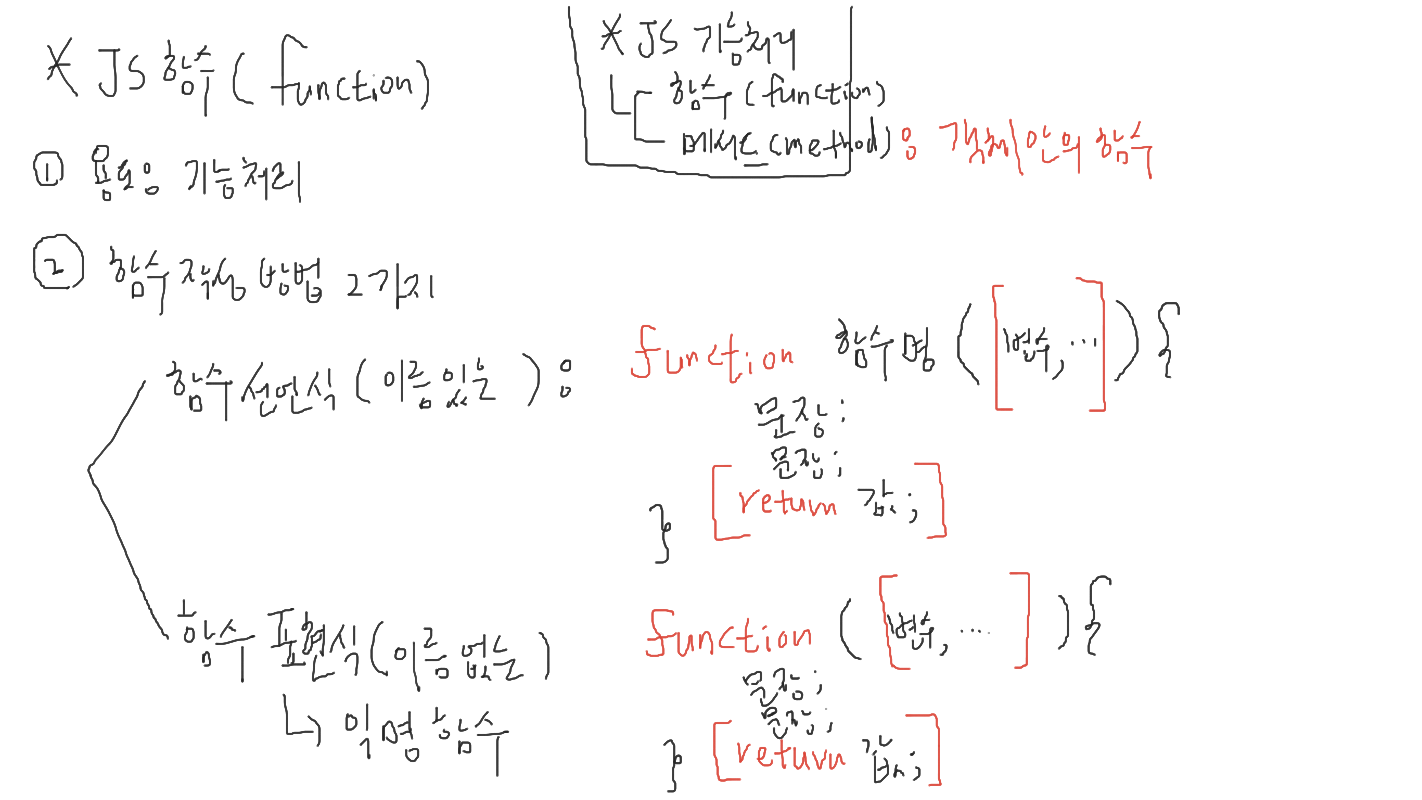 * JS 함수 (function)
① 용도 : 기능처리
② 함수 작성 방법 2가지
* JS 기능처리
함수 (function)
메서드 (method) : 객체 안의 함수
함수 선언식 (이름있는) :
function 함수명 ( [변수, ...] ) {
문장;
문장;
[return 값;]
}
함수 표현식 (이름 없는)
↳ 익명 함수
function ( [변수, ...] ) {
문장;
문장;
[return 값;]
}